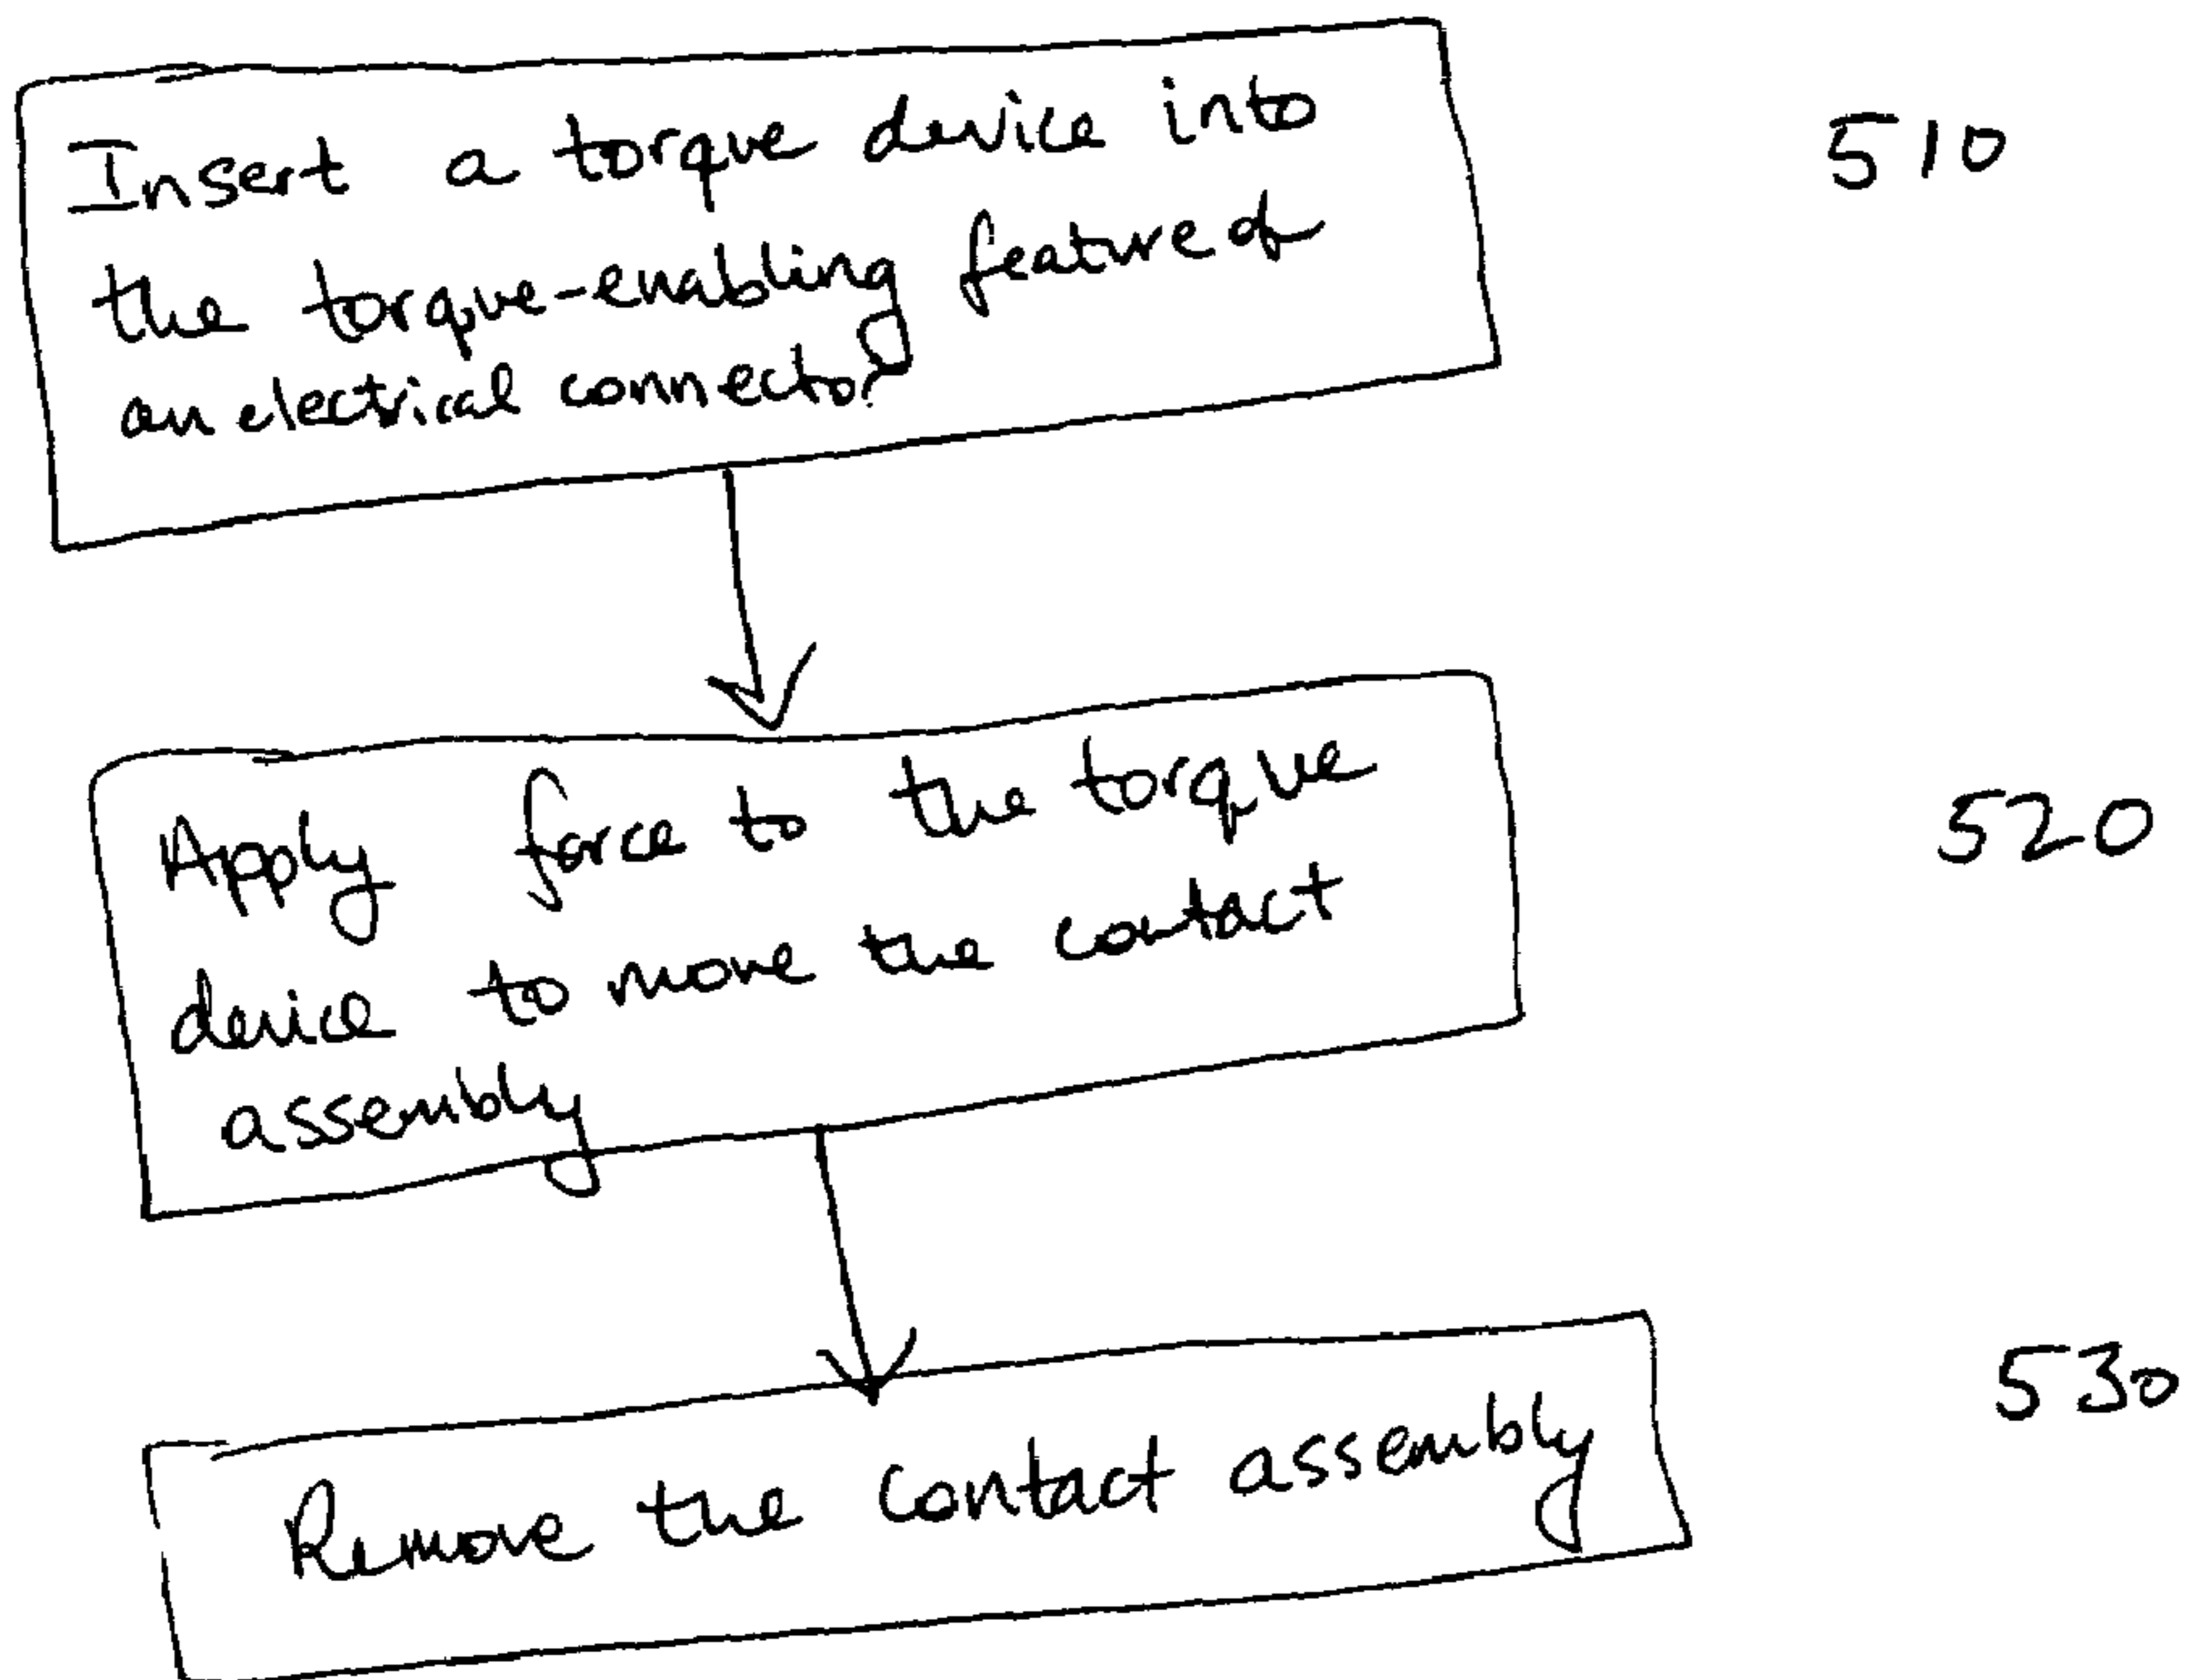 Insert a torque device into
510
the torque-enabling feature of
an electrical connector
Apply force to the torque
520
device to move the contact
assembly
530
Remove the contact assembly